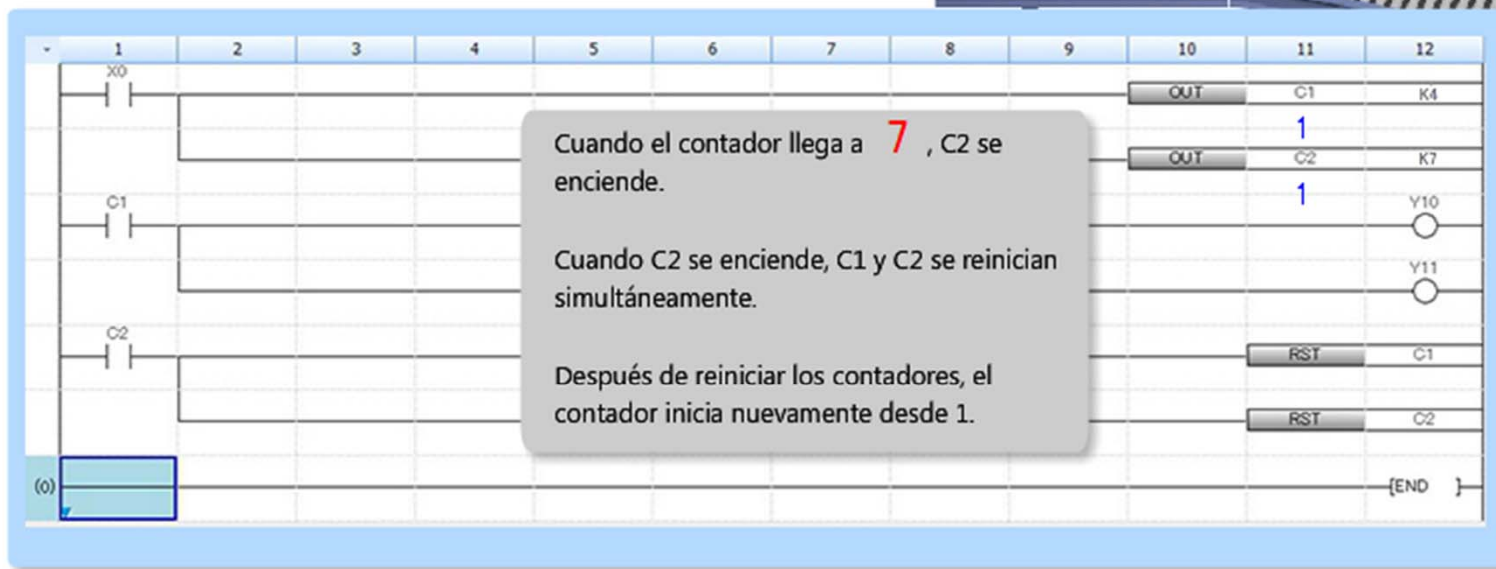 1 2 3 4 5 6 7 8 9 10 11 12
X0
OUT C1 K4
1
OUT C2 K7
1
C1
Y10
Y11
C2
RST C1
RST C2
(0)
[END ]
Cuando el contador llega a 7 , C2 se
enciende.
Cuando C2 se enciende, C1 y C2 se reinician
simultáneamente.
Después de reiniciar los contadores, el
contador inicia nuevamente desde 1.